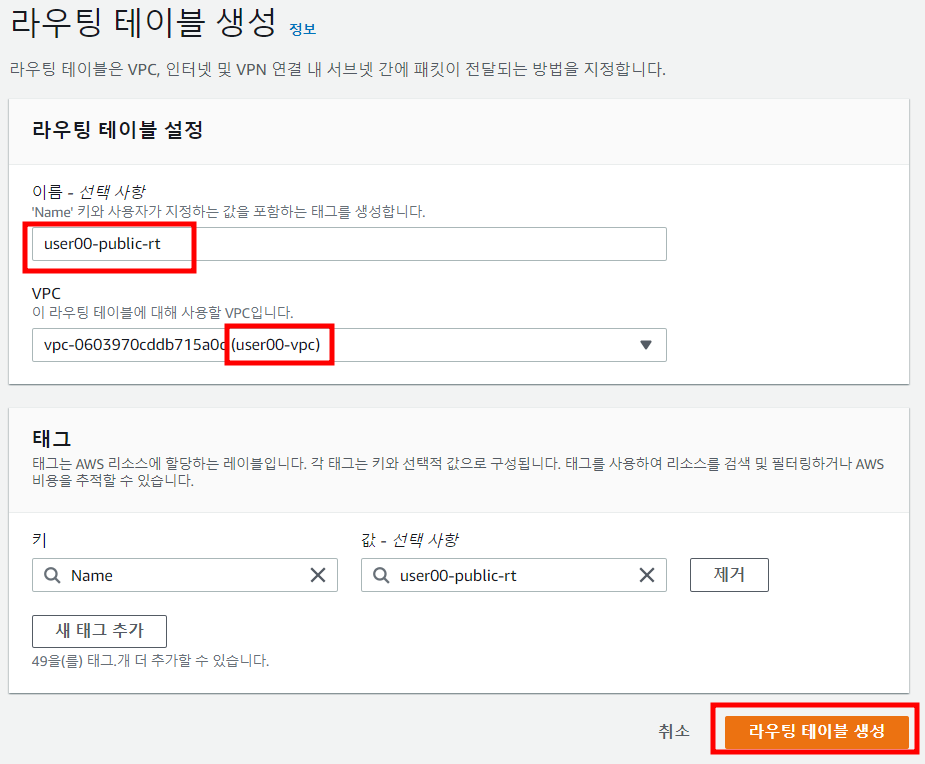 라우팅 테이블 생성 정보
라우팅 테이블은 VPC, 인터넷 및 VPN 연결 내 서브넷 간에 패킷이 전달되는 방법을 지정합니다.
라우팅 테이블 설정
이름 - 선택 사항
'Name' 키와 사용자가 지정하는 값을 포함하는 태그를 생성합니다.
user00-public-rt
VPC
이 라우팅 테이블에 대해 사용할 VPC입니다.
vpc-0603970cddb715a0c (user00-vpc)
태그
태그는 AWS 리소스에 할당하는 레이블입니다. 각 태그는 키와 선택적 값으로 구성됩니다. 태그를 사용하여 리소스를 검색 및 필터링하거나 AWS
비용을 추적할 수 있습니다.
키 값 - 선택 사항
Name user00-public-rt 제거
새 태그 추가
49을(를) 태그.개 더 추가할 수 있습니다.
취소 라우팅 테이블 생성